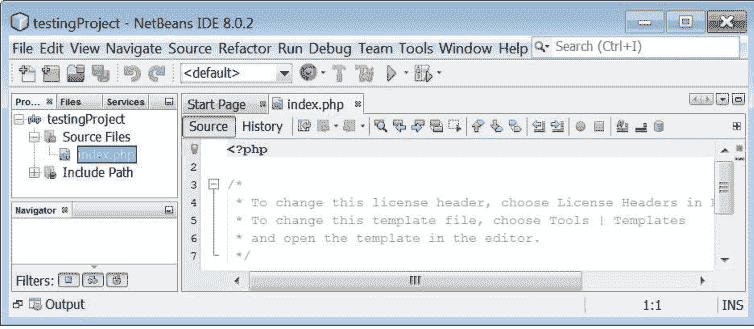 testingProject - NetBeans IDE 8.0.2
File Edit View Navigate Source Refactor Run Debug Team Tools Window Help Search (Ctrl+I)
<default>
Pro... Files Services
Start Page index.php
testingProject
Source Files
index.php
Include Path
Source History
<?php
2
3 /*
4 * To change this license header, choose License Headers in
5 * To change this template file, choose Tools | Templates
6 * and open the template in the editor.
7 */
Navigator
Filters:
Output 1:1 INS